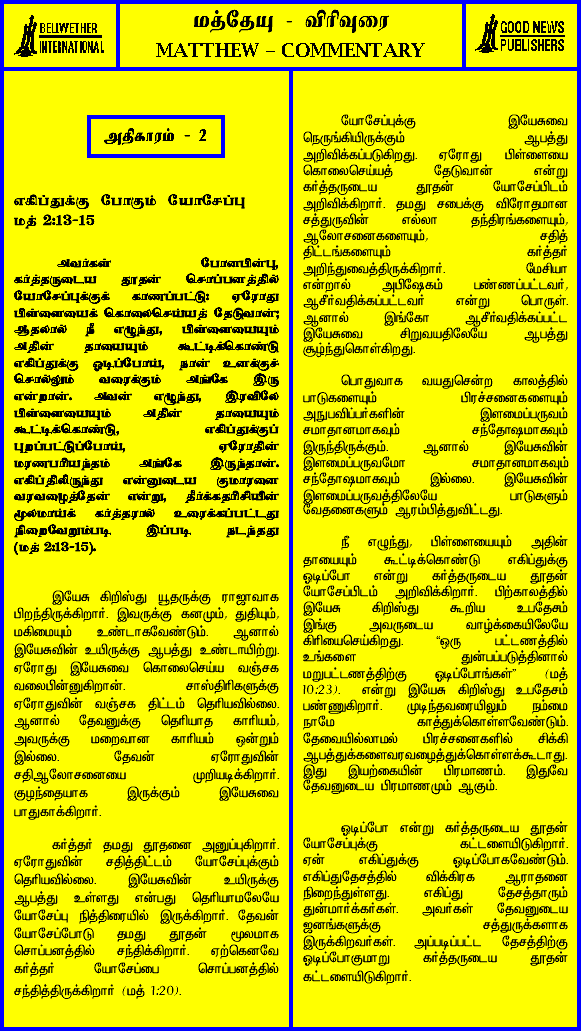 BELLWETHER
INTERNATIONAL
மத்தேயு - விரிவுரை
MATTHEW – COMMENTARY
GOOD NEWS
PUBLISHERS
அதிகாரம் - 2
எகிப்துக்கு போகும் யோசேப்பு
மத் 2:13-15
அவர்கள் போனபின்பு,
கர்த்தருடைய தூதன் சொப்பனத்தில்
யோசேப்புக்குக் காணப்பட்டு: ஏரோது
பிள்ளையைக் கொலைசெய்யத் தேடுவான்;
ஆதலால் நீ எழுந்து, பிள்ளையையும்
அதின் தாயையும் கூட்டிக்கொண்டு
எகிப்துக்கு ஓடிப்போய், நான் உனக்குச்
சொல்லும் வரைக்கும் அங்கே இரு
என்றான். அவன் எழுந்து, இரவிலே
பிள்ளையையும் அதின் தாயையும்
கூட்டிக்கொண்டு, எகிப்துக்குப்
புறப்பட்டுப்போய், ஏரோதின்
மரணபரியந்தம் அங்கே இருந்தான்.
எகிப்திலிருந்து என்னுடைய குமாரனை
வரவழைத்தேன் என்று, தீர்க்கதரிசியின்
மூலமாய்க் கர்த்தரால் உரைக்கப்பட்டது
நிறைவேறும்படி இப்படி நடந்தது
(மத் 2:13-15).
இயேசு கிறிஸ்து யூதருக்கு ராஜாவாக
பிறந்திருக்கிறார். இவருக்கு கனமும், துதியும்,
மகிமையும் உண்டாகவேண்டும். ஆனால்
இயேசுவின் உயிருக்கு ஆபத்து உண்டாயிற்று.
ஏரோது இயேசுவை கொலைசெய்ய வஞ்சக
வலைபின்னுகிறான். சாஸ்திரிகளுக்கு
ஏரோதுவின் வஞ்சக திட்டம் தெரியவில்லை.
ஆனால் தேவனுக்கு தெரியாத காரியம்,
அவருக்கு மறைவான காரியம் ஒன்றும்
இல்லை. தேவன் ஏரோதுவின்
சதிஆலோசனையை முறியடிக்கிறார்.
குழந்தையாக இருக்கும் இயேசுவை
பாதுகாக்கிறார்.
கர்த்தர் தமது தூதனை அனுப்புகிறார்.
ஏரோதுவின் சதித்திட்டம் யோசேப்புக்கும்
தெரியவில்லை. இயேசுவின் உயிருக்கு
ஆபத்து உள்ளது என்பது தெரியாமலேயே
யோசேப்பு நித்திரையில் இருக்கிறார். தேவன்
யோசேப்போடு தமது தூதன் மூலமாக
சொப்பனத்தில் சந்திக்கிறார். ஏற்கெனவே
கர்த்தர் யோசேப்பை சொப்பனத்தில்
சந்தித்திருக்கிறார் (மத் 1:20).
யோசேப்புக்கு இயேசுவை
நெருங்கியிருக்கும் ஆபத்து
அறிவிக்கப்படுகிறது. ஏரோது பிள்ளையை
கொலைசெய்யத் தேடுவான் என்று
கர்த்தருடைய தூதன் யோசேப்பிடம்
அறிவிக்கிறார். தமது சபைக்கு விரோதமான
சத்துருவின் எல்லா தந்திரங்களையும்,
ஆலோசனைகளையும், சதித்
திட்டங்களையும் கர்த்தர்
அறிந்துவைத்திருக்கிறார். மேசியா
என்றால் அபிஷேகம் பண்ணப்பட்டவர்,
ஆசீர்வதிக்கப்பட்டவர் என்று பொருள்.
ஆனால் இங்கோ ஆசீர்வதிக்கப்பட்ட
இயேசுவை சிறுவயதிலேயே ஆபத்து
சூழ்ந்துகொள்கிறது.
பொதுவாக வயதுசென்ற காலத்தில்
பாடுகளையும் பிரச்சனைகளையும்
அநுபவிப்பர்களின் இளமைப்பருவம்
சமாதானமாகவும் சந்தோஷமாகவும்
இருந்திருக்கும். ஆனால் இயேசுவின்
இளமைப்பருவமோ சமாதானமாகவும்
சந்தோஷமாகவும் இல்லை. இயேசுவின்
இளமைப்பருவத்திலேயே பாடுகளும்
வேதனைகளும் ஆரம்பித்துவிட்டது.
நீ எழுந்து, பிள்ளையையும் அதின்
தாயையும் கூட்டிக்கொண்டு எகிப்துக்கு
ஓடிப்போ என்று கர்த்தருடைய தூதன்
யோசேப்பிடம் அறிவிக்கிறார். பிற்காலத்தில்
இயேசு கிறிஸ்து கூறிய உபதேசம்
இங்கு அவருடைய வாழ்க்கையிலேயே
கிரியைசெய்கிறது. “ஒரு பட்டணத்தில்
உங்களை துன்பப்படுத்தினால்
மறுபட்டணத்திற்கு ஓடிப்போங்கள்” (மத்
10:23). என்று இயேசு கிறிஸ்து உபதேசம்
பண்ணுகிறார். முடிந்தவரையிலும் நம்மை
நாமே காத்துக்கொள்ளவேண்டும்.
தேவையில்லாமல் பிரச்சனைகளில் சிக்கி
ஆபத்துக்களைவரவழைத்துக்கொள்ளக்கூடாது.
இது இயற்கையின் பிரமாணம். இதுவே
தேவனுடைய பிரமாணமும் ஆகும்.
ஓடிப்போ என்று கர்த்தருடைய தூதன்
யோசேப்புக்கு கட்டளையிடுகிறார்.
ஏன் எகிப்துக்கு ஓடிப்போகவேண்டும்.
எகிப்துதேசத்தில் விக்கிரக ஆராதனை
நிறைந்துள்ளது. எகிப்து தேசத்தாரும்
துன்மார்க்கர்கள். அவர்கள் தேவனுடைய
ஜனங்களுக்கு சத்துருக்களாக
இருக்கிறவர்கள். அப்படிப்பட்ட தேசத்திற்கு
ஓடிப்போகுமாறு கர்த்தருடைய தூதன்
கட்டளையிடுகிறார்.